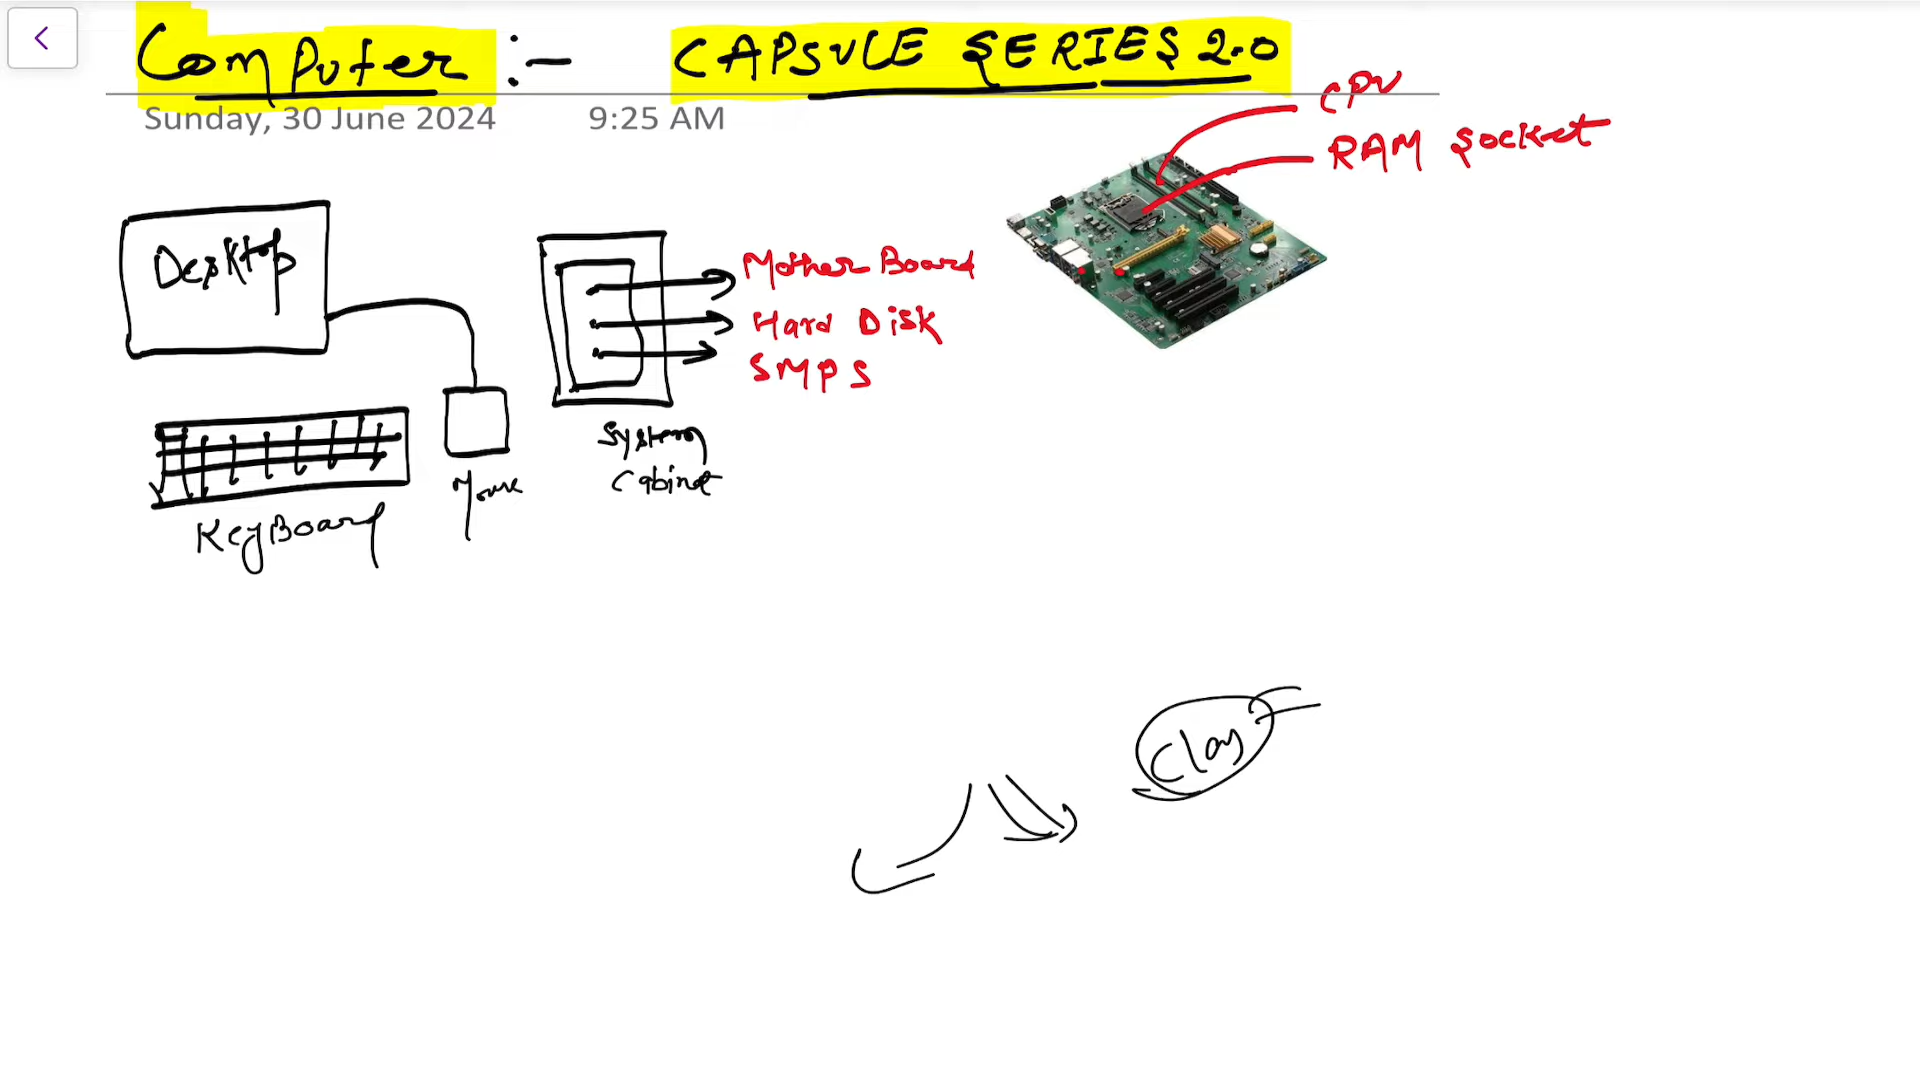 Computer :- CAPSULE SERIES 2.0
Sunday, 30 June 2024 9:25 AM
CPU
RAM Socket
Desktop
Mother Board
Hard Disk
SMPS
System
Cabinet
Mouse
KeyBoard